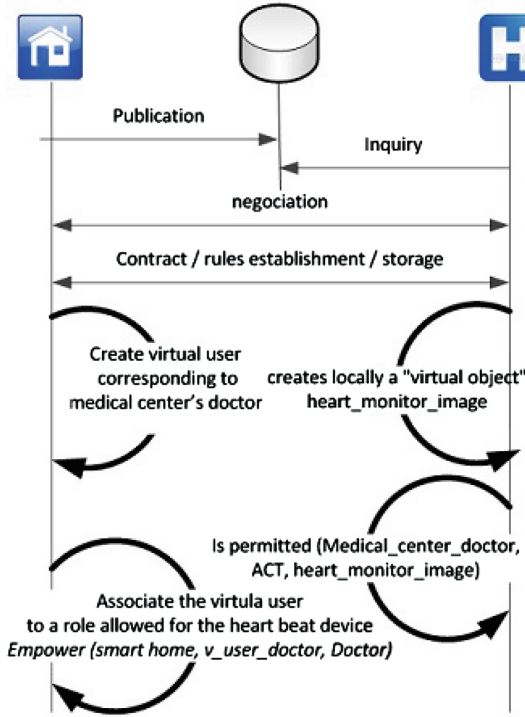 H
Publication
Inquiry
negociation
Contract / rules establishment / storage
Create virtual user
corresponding to
medical center's doctor
creates locally a "virtual object"
heart_monitor_image
Is permitted (Medical_center_doctor,
ACT, heart_monitor_image)
Associate the virtula user
to a role allowed for the heart beat device
Empower (smart home, v_user_doctor, Doctor)